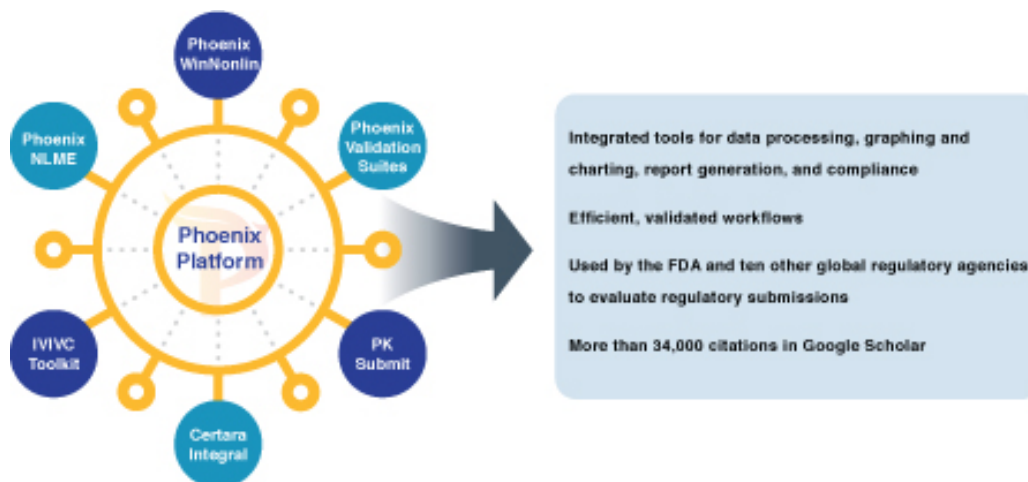 Phoenix
WinNonlin
Phoenix
NLME
Phoenix
Validation
Suites
Phoenix
Platform
IVIVC
Toolkit
PK
Submit
Certara
Integral
Integrated tools for data processing, graphing and
charting, report generation, and compliance
Efficient, validated workflows
Used by the FDA and ten other global regulatory agencies
to evaluate regulatory submissions
More than 34,000 citations in Google Scholar